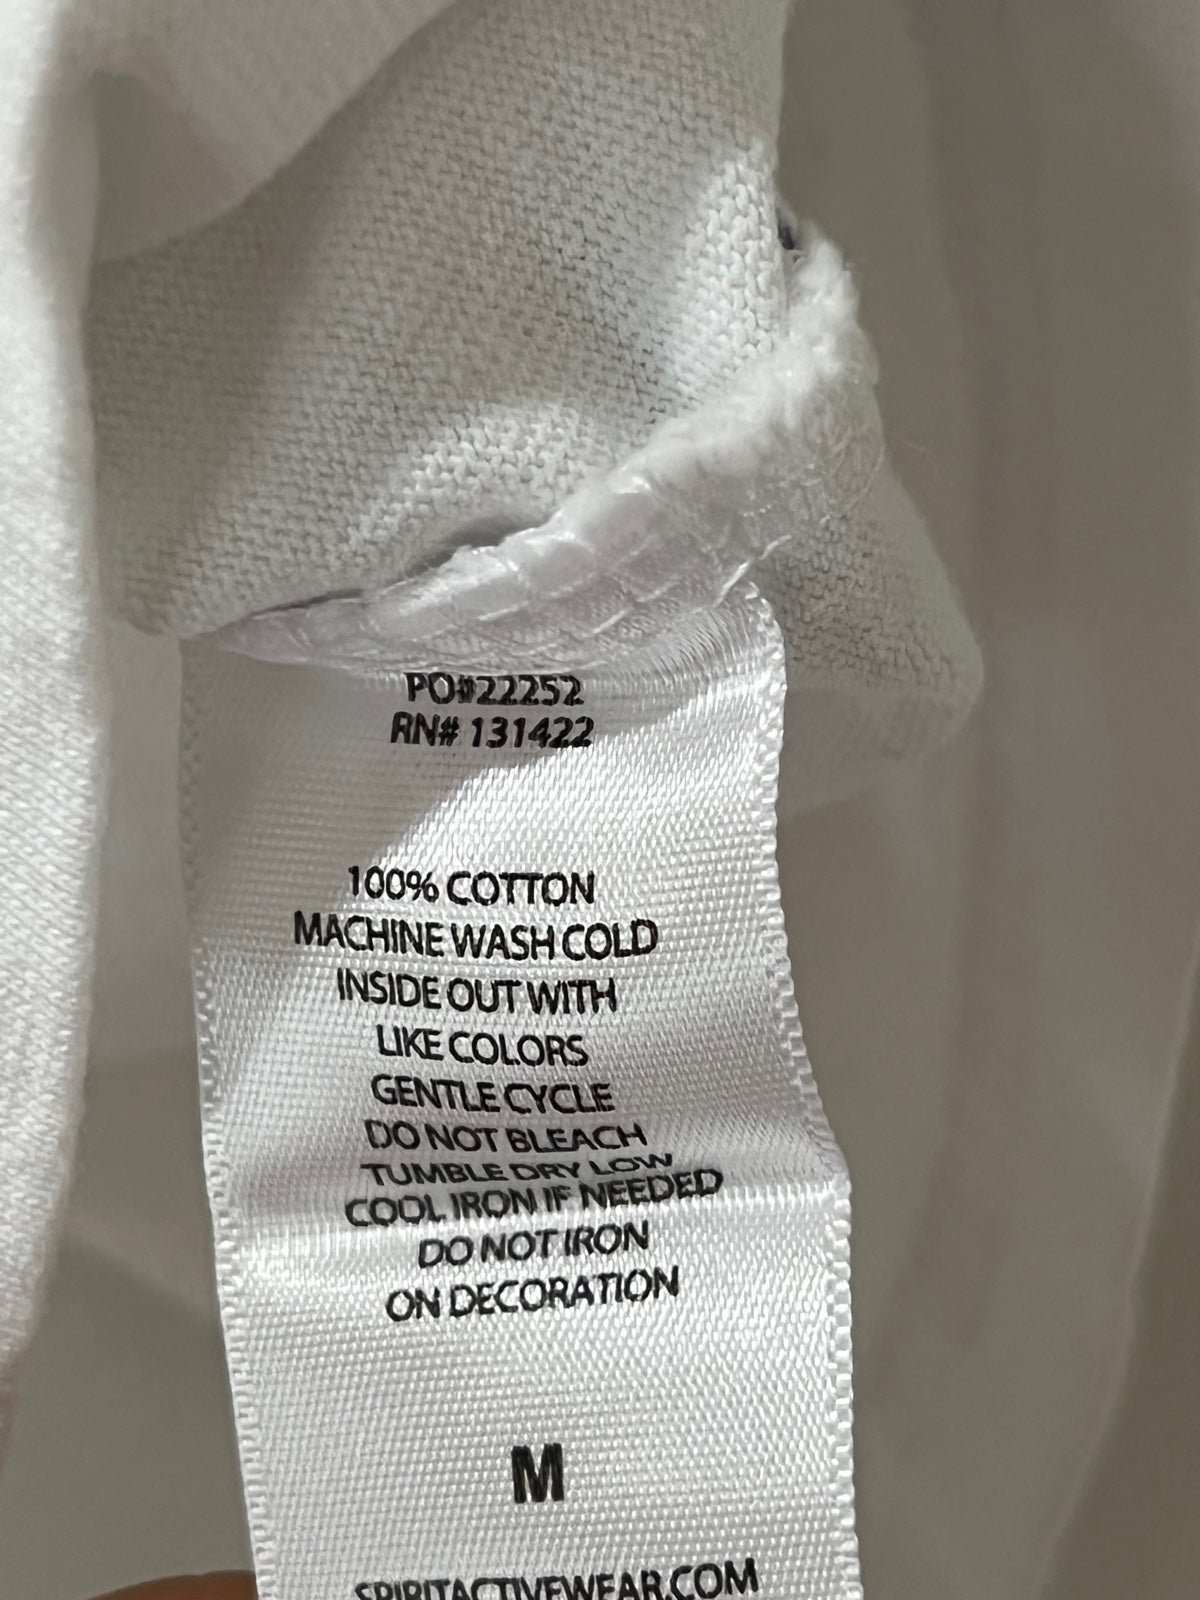 PO#22252
RN# 131422
100% COTTON
MACHINE WASH COLD
INSIDE OUT WITH
LIKE COLORS
GENTLE CYCLE
DO NOT BLEACH
TUMBLE DRY LOW
COOL IRON IF NEEDED
DO NOT IRON
ON DECORATION
M
SPIRITACTIVEWEAR.COM